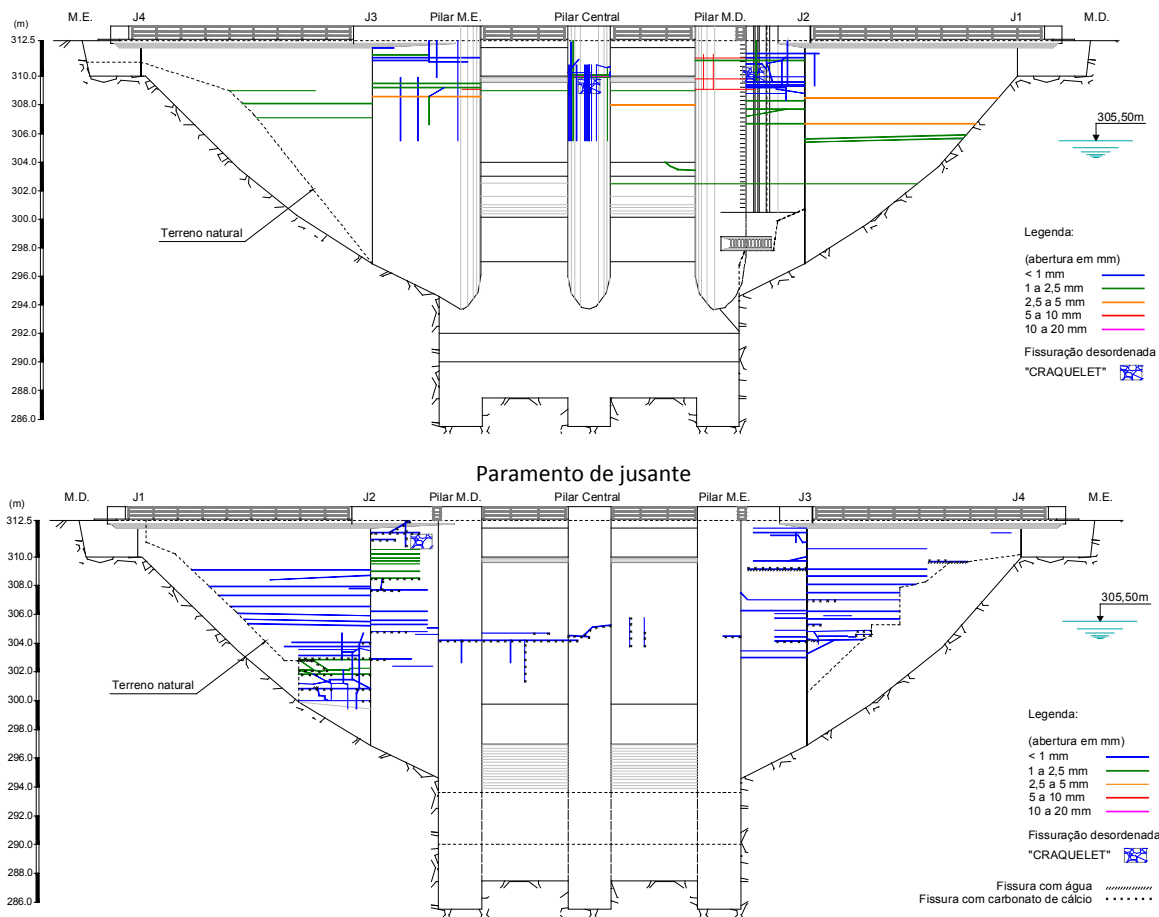 (m) M.E. J4 J3 Pilar M.E. Pilar Central Pilar M.D. J2 J1 M.D.
312.5
310.0
308.0
306.0
304.0
302.0
300.0
298.0
296.0
294.0
292.0
290.0
288.0
286.0
305,50m
Terreno natural
Legenda:
(abertura em mm)
< 1 mm
1 a 2,5 mm
2,5 a 5 mm
5 a 10 mm
10 a 20 mm
Fissuração desordenada
"CRAQUELET"
Paramento de jusante
(m) M.D. J1 J2 Pilar M.D. Pilar Central Pilar M.E. J3 J4 M.E.
312.5
310.0
308.0
306.0
304.0
302.0
300.0
298.0
296.0
294.0
292.0
290.0
288.0
286.0
305,50m
Terreno natural
Legenda:
(abertura em mm)
< 1 mm
1 a 2,5 mm
2,5 a 5 mm
5 a 10 mm
10 a 20 mm
Fissuração desordenada
"CRAQUELET"
Fissura com água
Fissura com carbonato de cálcio